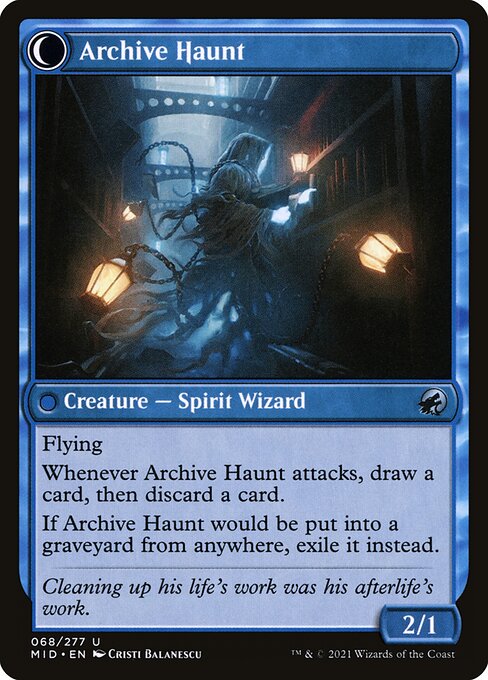 Archive Haunt
Creature — Spirit Wizard
Flying
Whenever Archive Haunt attacks, draw a
card, then discard a card.
If Archive Haunt would be put into a
graveyard from anywhere, exile it instead.
Cleaning up his life's work was his afterlife's
work.
2/1
068/277 U
MID • EN Cristi Balanescu
™ & © 2021 Wizards of the Coast